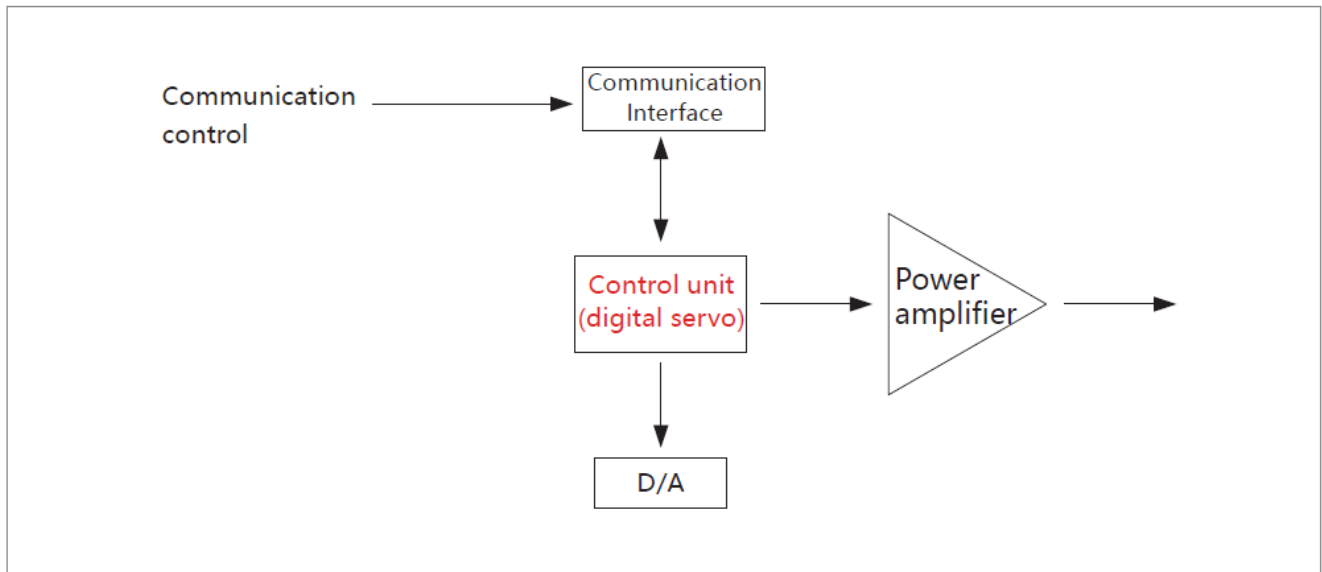 Communication
control
Communication
Interface
Control unit
(digital servo)
Power
amplifier
D/A